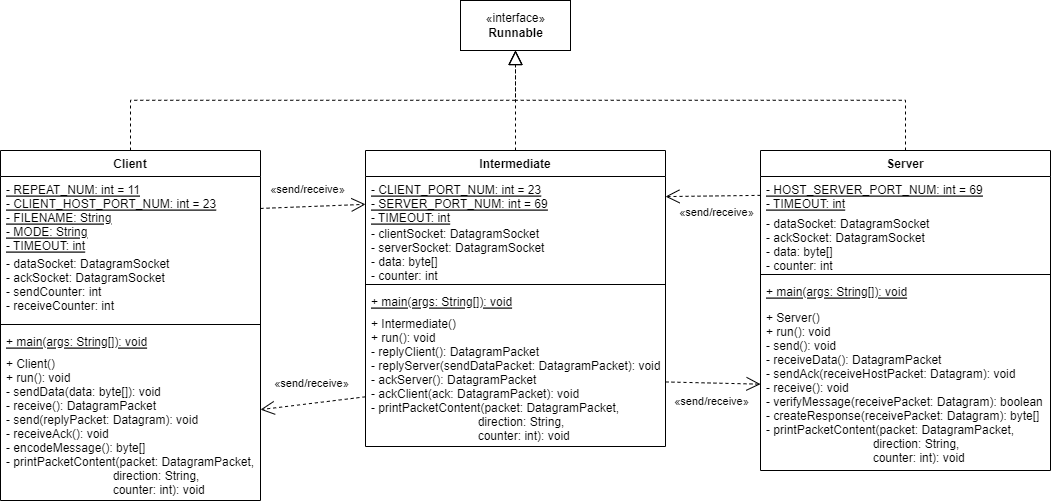 «interface»
Runnable
Client
- REPEAT_NUM: int = 11
- CLIENT_HOST_PORT_NUM: int = 23
- FILENAME: String
- MODE: String
- TIMEOUT: int
- dataSocket: DatagramSocket
- ackSocket: DatagramSocket
- sendCounter: int
- receiveCounter: int
+ main(args: String[]): void
+ Client()
+ run(): void
- sendData(data: byte[]): void
- receive(): DatagramPacket
- send(replyPacket: Datagram): void
- receiveAck(): void
- encodeMessage(): byte[]
- printPacketContent(packet: DatagramPacket,
direction: String,
counter: int): void
«send/receive»
«send/receive»
Intermediate
- CLIENT_PORT_NUM: int = 23
- SERVER_PORT_NUM: int = 69
- TIMEOUT: int
- clientSocket: DatagramSocket
- serverSocket: DatagramSocket
- data: byte[]
- counter: int
+ main(args: String[]): void
+ Intermediate()
+ run(): void
- replyClient(): DatagramPacket
- replyServer(sendDataPacket: DatagramPacket): void
- ackServer(): DatagramPacket
- ackClient(ack: DatagramPacket): void
- printPacketContent(packet: DatagramPacket,
direction: String,
counter: int): void
«send/receive»
«send/receive»
Server
- HOST_SERVER_PORT_NUM: int = 69
- TIMEOUT: int
- dataSocket: DatagramSocket
- ackSocket: DatagramSocket
- data: byte[]
- counter: int
+ main(args: String[]): void
+ Server()
+ run(): void
- send(): void
- receiveData(): DatagramPacket
- sendAck(receiveHostPacket: Datagram): void
- receive(): void
- verifyMessage(receivePacket: Datagram): boolean
- createResponse(receivePacket: Datagram): byte[]
- printPacketContent(packet: DatagramPacket,
direction: String,
counter: int): void